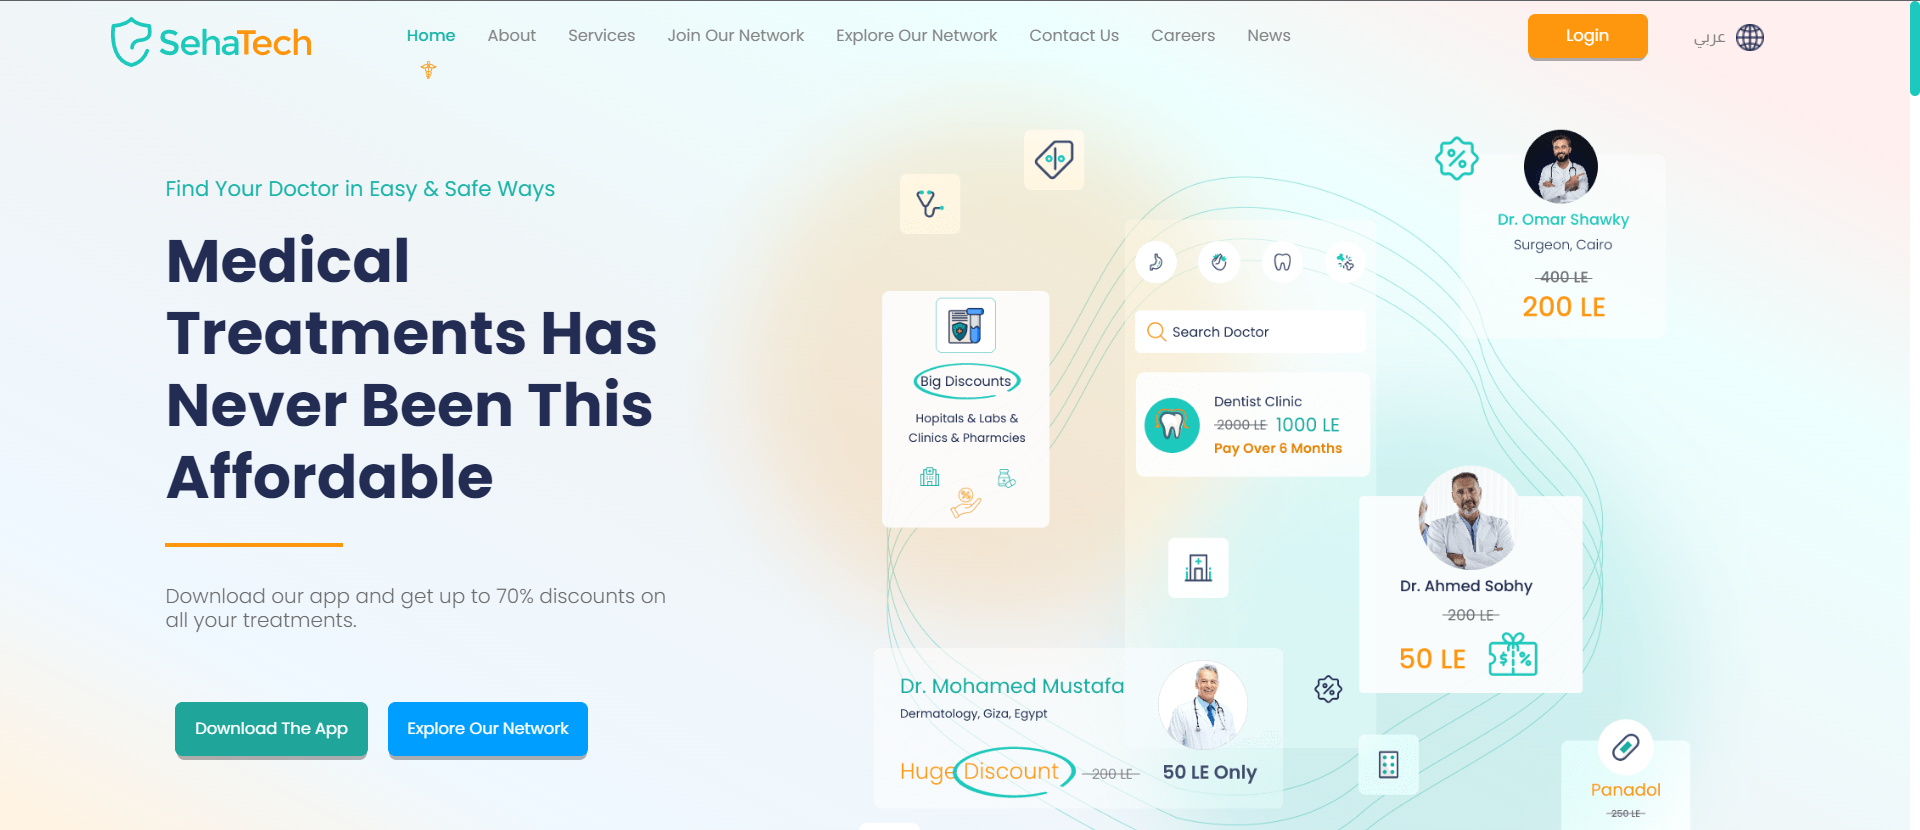 SehaTech
Home
About
Services
Join Our Network
Explore Our Network
Contact Us
Careers
News
Login
عربي
Find Your Doctor in Easy & Safe Ways
Medical
Treatments Has
Never Been This
Affordable
Download our app and get up to 70% discounts on
all your treatments.
Download The App
Explore Our Network
Big Discounts
Hopitals & Labs &
Clinics & Pharmcies
Search Doctor
Dentist Clinic
2000 LE 1000 LE
Pay Over 6 Months
Dr. Omar Shawky
Surgeon, Cairo
400 LE
200 LE
Dr. Ahmed Sobhy
200 LE
50 LE
Dr. Mohamed Mustafa
Dermatology, Giza, Egypt
Huge Discount 200 LE 50 LE Only
Panadol
250 LE